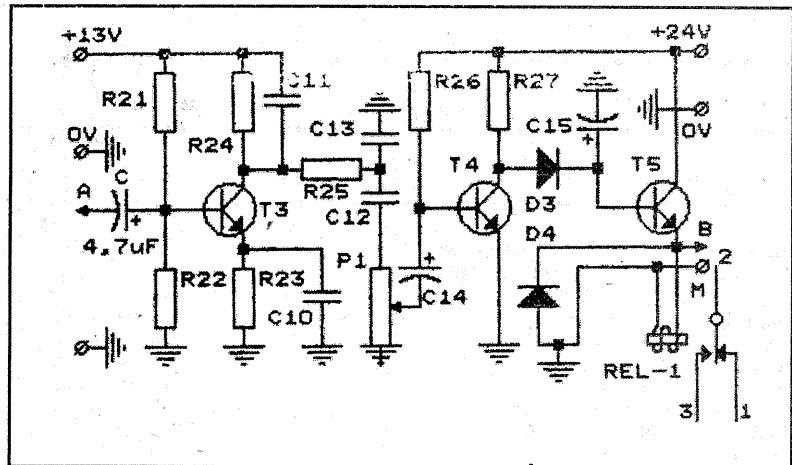 +13V
+24V
R21
R24
C11
R26
R27
C13
C15
0V
0V
A
C
T3
R25
C12
T4
T5
D3
D4
B
4.7uF
R22
R23
C10
P1
C14
2
M
REL-1
3
1